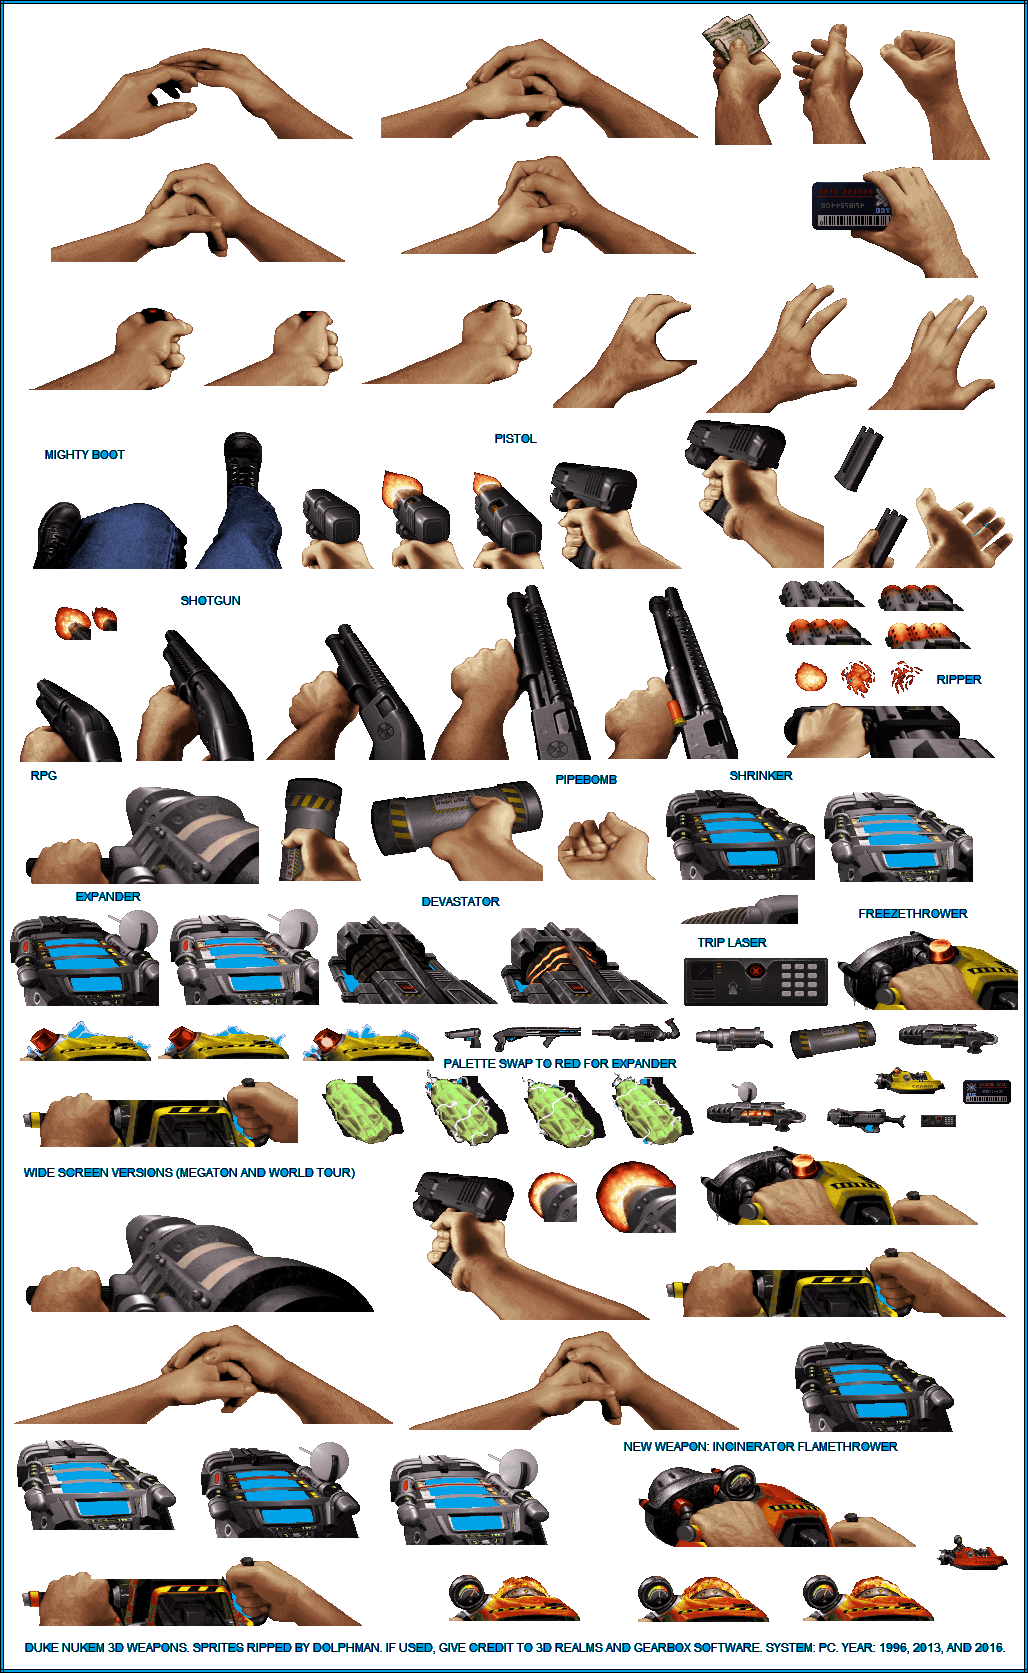 MIGHTY BOOT
PISTOL
SHOTGUN
RIPPER
RPG
PIPEBOMB
SHRINKER
EXPANDER
DEVASTATOR
FREEZETHROWER
TRIP LASER
PALETTE SWAP TO RED FOR EXPANDER
WIDE SCREEN VERSIONS (MEGATON AND WORLD TOUR)
NEW WEAPON: INCINERATOR FLAMETHROWER
DUKE NUKEM 3D WEAPONS. SPRITES RIPPED BY DOLPHMAN. IF USED, GIVE CREDIT TO 3D REALMS AND GEARBOX SOFTWARE. SYSTEM: PC. YEAR: 1996, 2013, AND 2016.